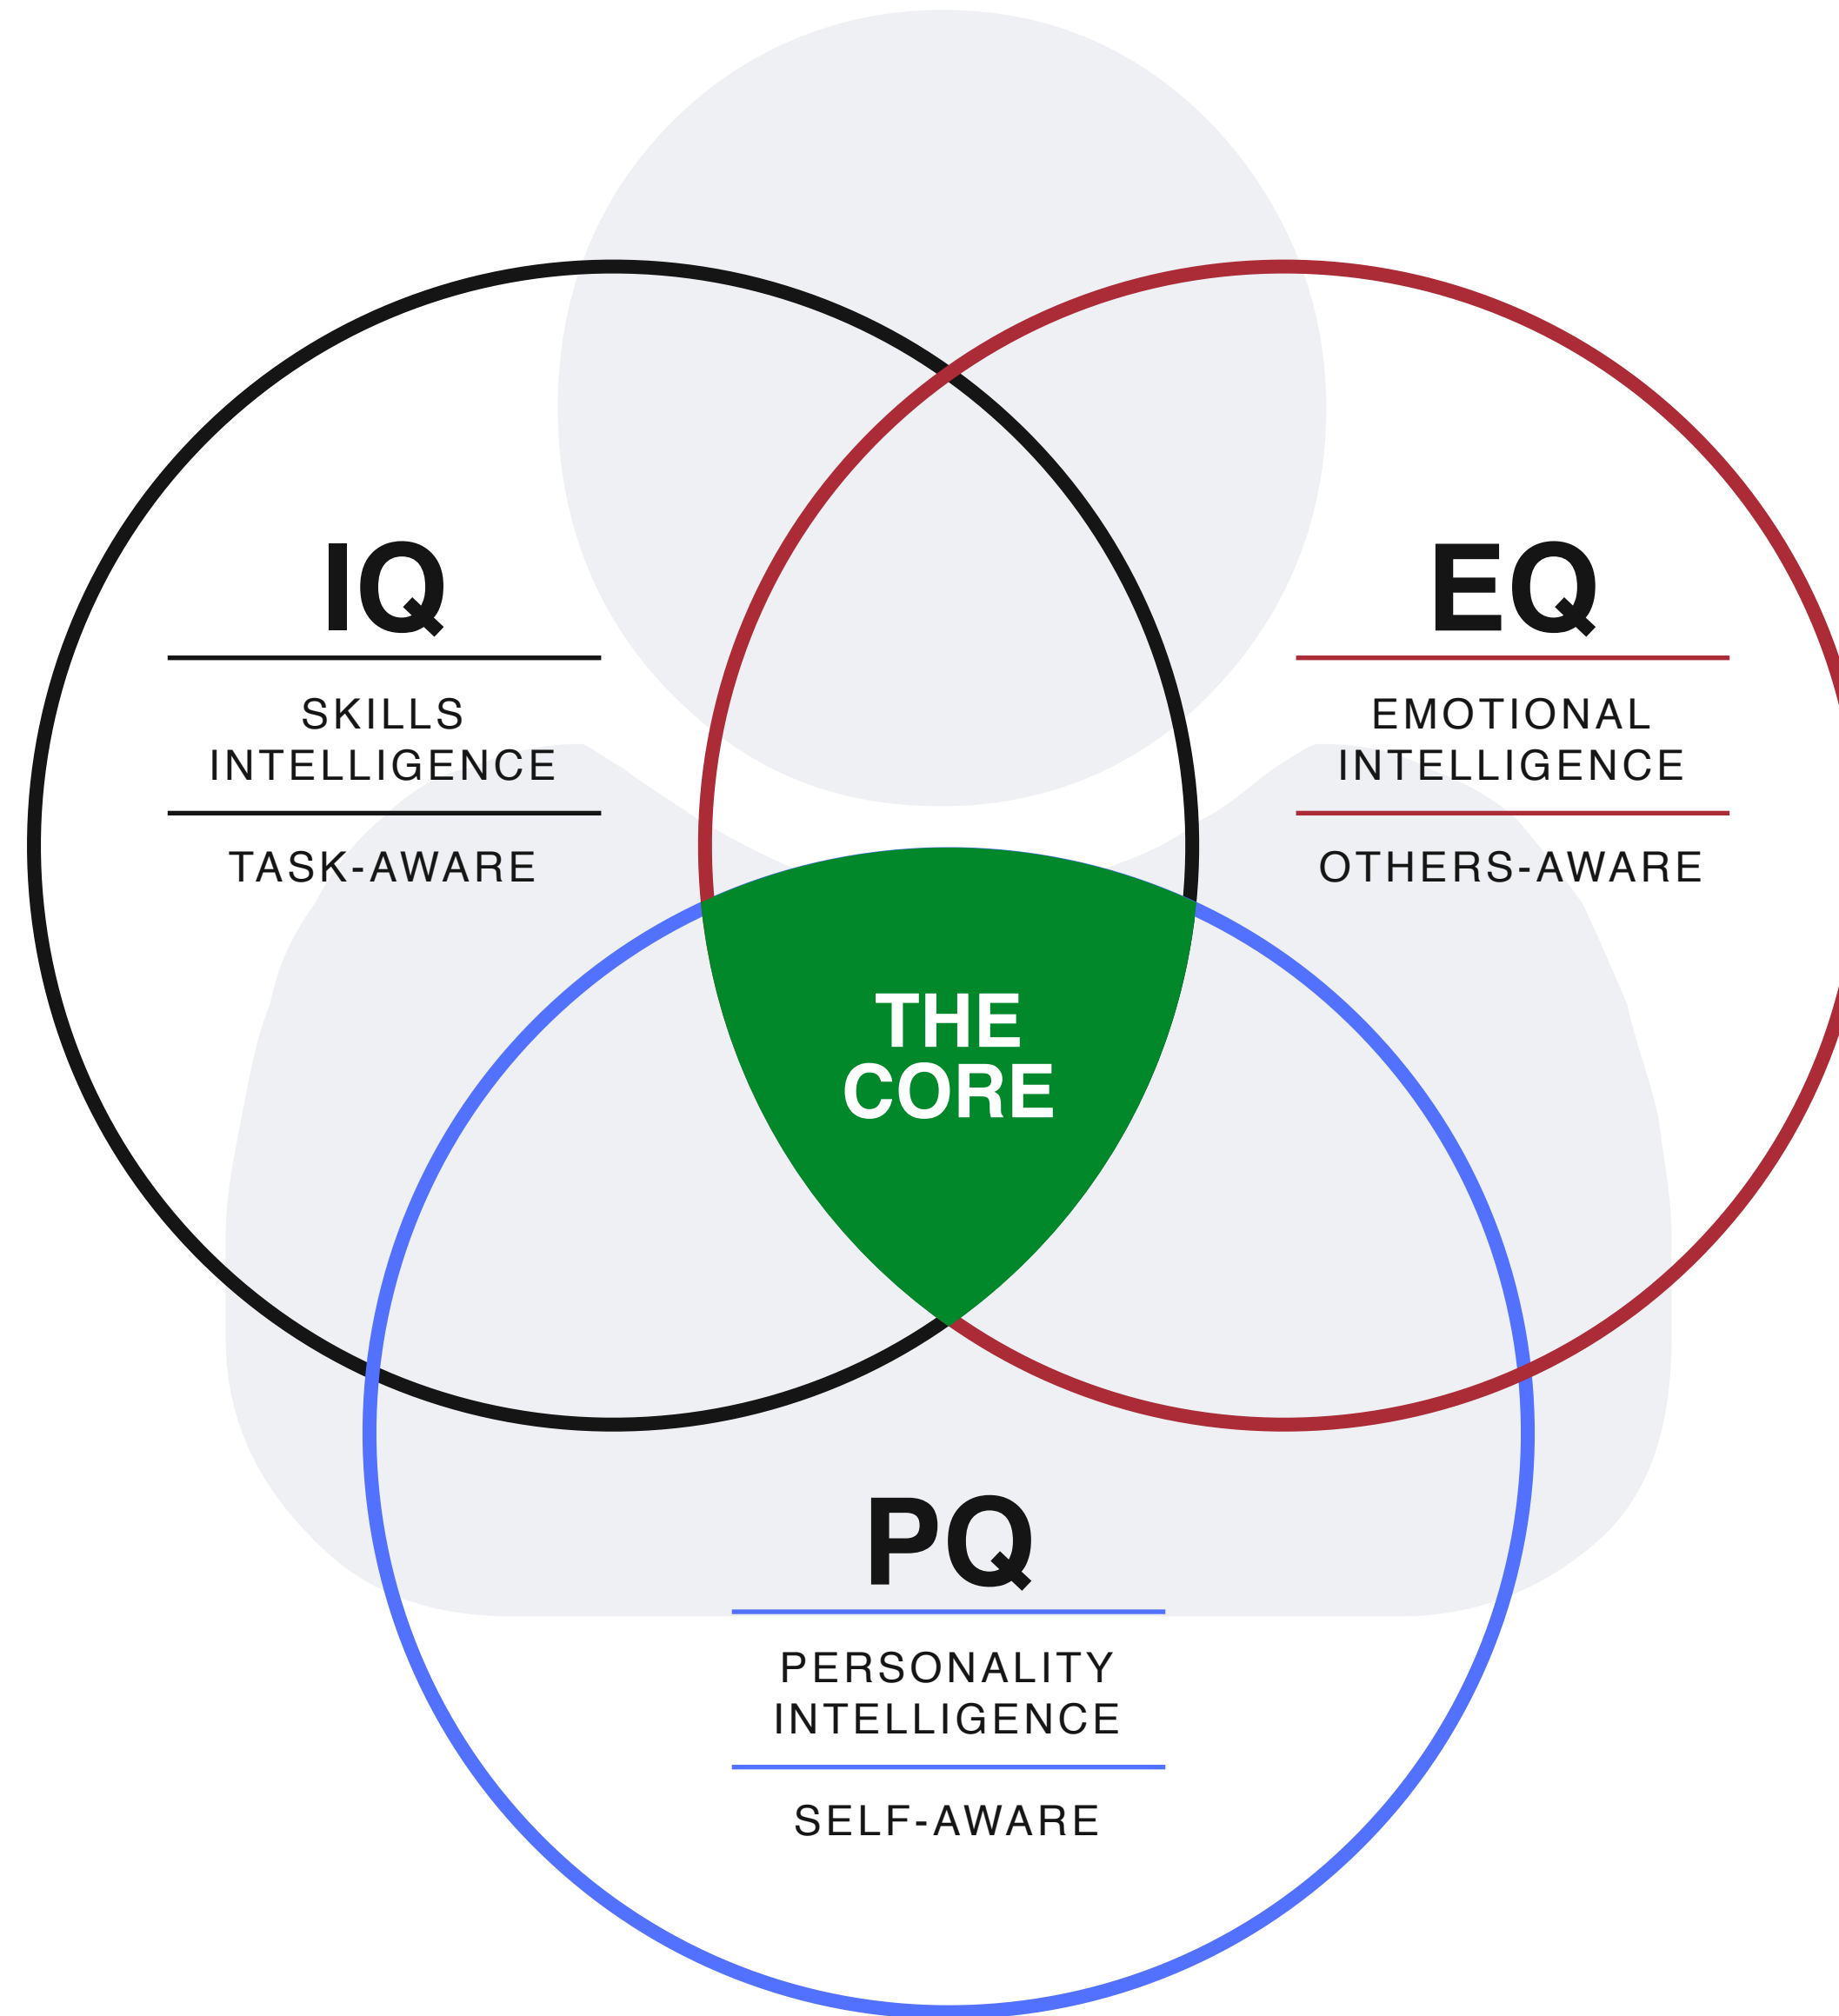 IQ
SKILLS
INTELLIGENCE
TASK-AWARE
EQ
EMOTIONAL
INTELLIGENCE
OTHERS-AWARE
THE
CORE
PQ
PERSONALITY
INTELLIGENCE
SELF-AWARE